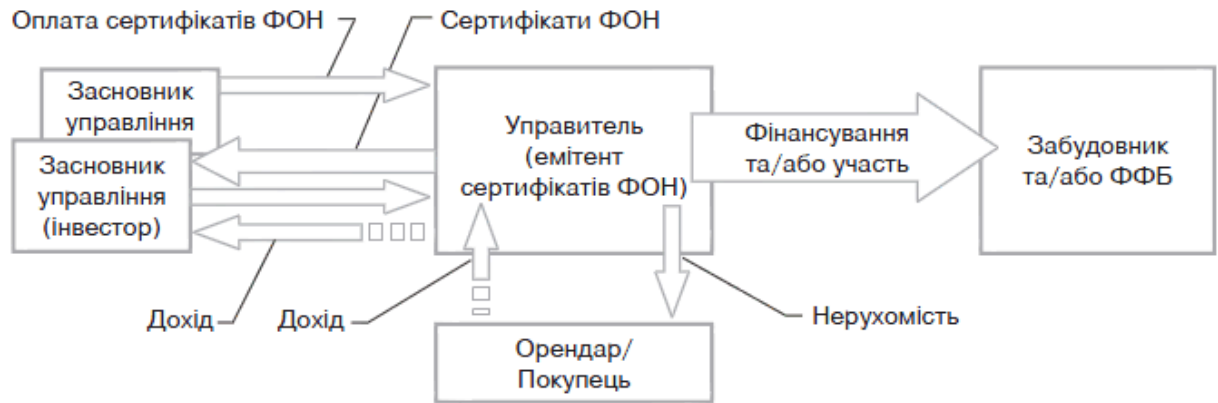 Оплата сертифікатів ФОН
Сертифікати ФОН
Засновник
управління
Засновник
управління
(інвестор)
Управитель
(емітент
сертифікатів ФОН)
Фінансування
та/або участь
Забудовник
та/або ФФБ
Дохід
Дохід
Нерухомість
Орендар/
Покупець